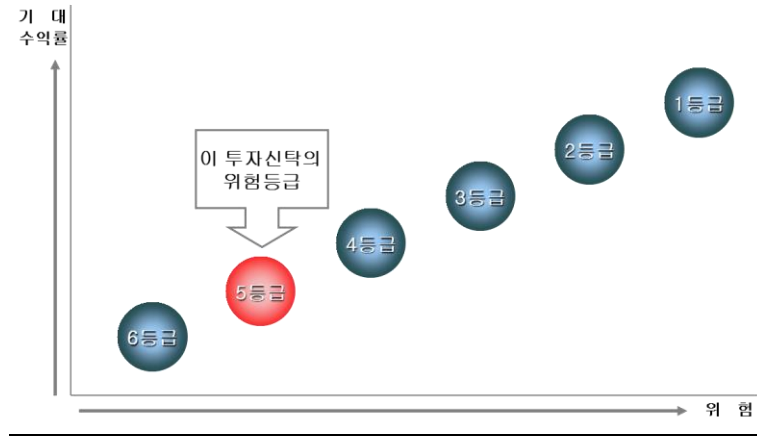 기 대
수익률
1등급
2등급
이 투자신탁의
위험등급
3등급
4등급
5등급
6등급
위 험